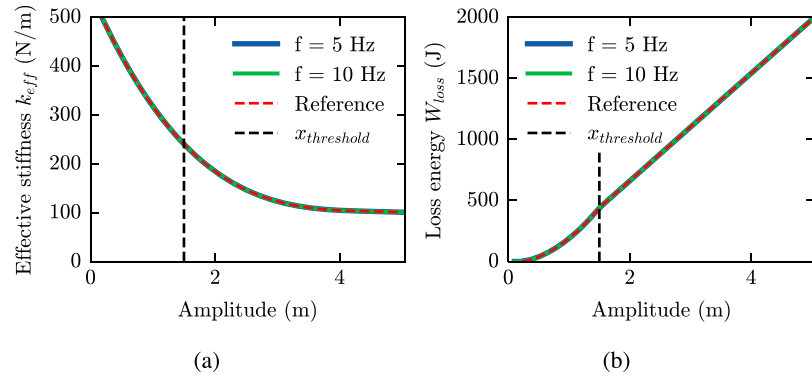 500
400
300
200
100
0
0
2
4
Effective stiffness k_eff (N/m)
Amplitude (m)
f = 5 Hz
f = 10 Hz
Reference
x_threshold
(a)
2000
1500
1000
500
0
0
2
4
Loss energy W_loss (J)
Amplitude (m)
f = 5 Hz
f = 10 Hz
Reference
x_threshold
(b)